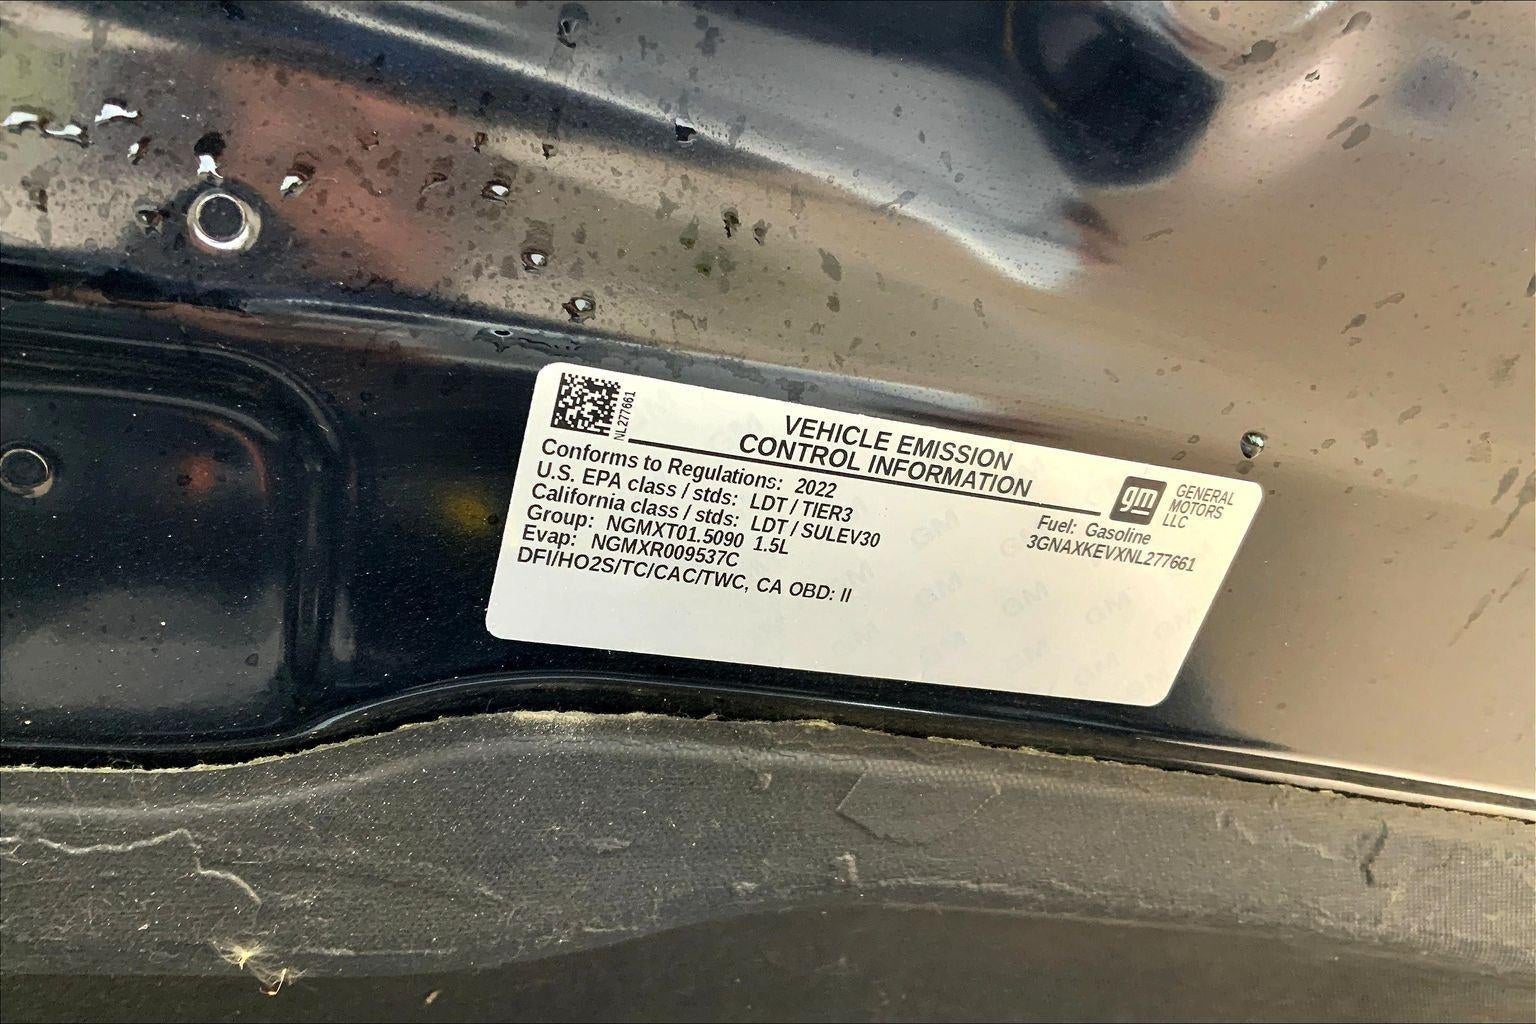 NL277661
VEHICLE EMISSION
CONTROL INFORMATION
Conforms to Regulations: 2022
U.S. EPA class / stds: LDT / TIER3
California class / stds: LDT / SULEV30
Group: NGMXT01.5090 1.5L
Evap: NGMXR009537C
DFI/HO2S/TC/CAC/TWC, CA OBD: II
gm
GENERAL
MOTORS
LLC
Fuel: Gasoline
3GNAXKEVXNL277661